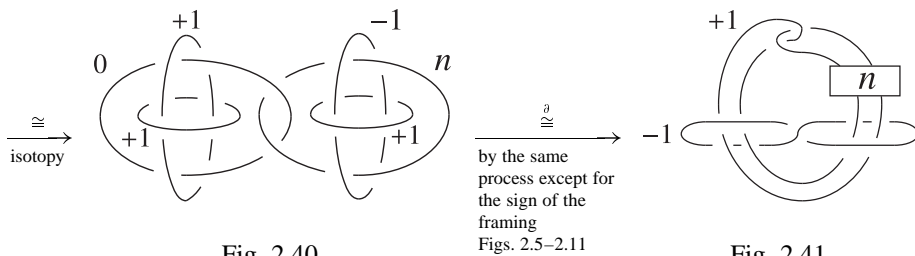 ≅
isotopy
0
+1
+1
-1
n
+1
∂
≅
by the same
process except for
the sign of the
framing
Figs. 2.5–2.11
+1
n
-1
Fig. 2.40
Fig. 2.41